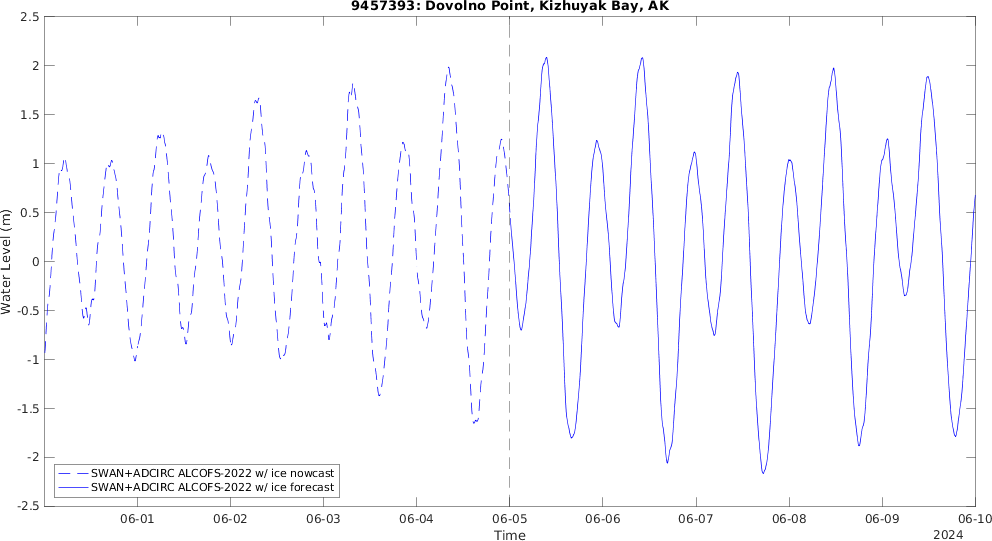 9457393: Dovolno Point, Kizhuyak Bay, AK
2.5
2
1.5
1
0.5
0
-0.5
-1
-1.5
-2
-2.5
Water Level (m)
SWAN+ADCIRC ALCOFS-2022 w/ ice nowcast
SWAN+ADCIRC ALCOFS-2022 w/ ice forecast
06-01 06-02 06-03 06-04 06-05 06-06 06-07 06-08 06-09 06-10
Time
2024